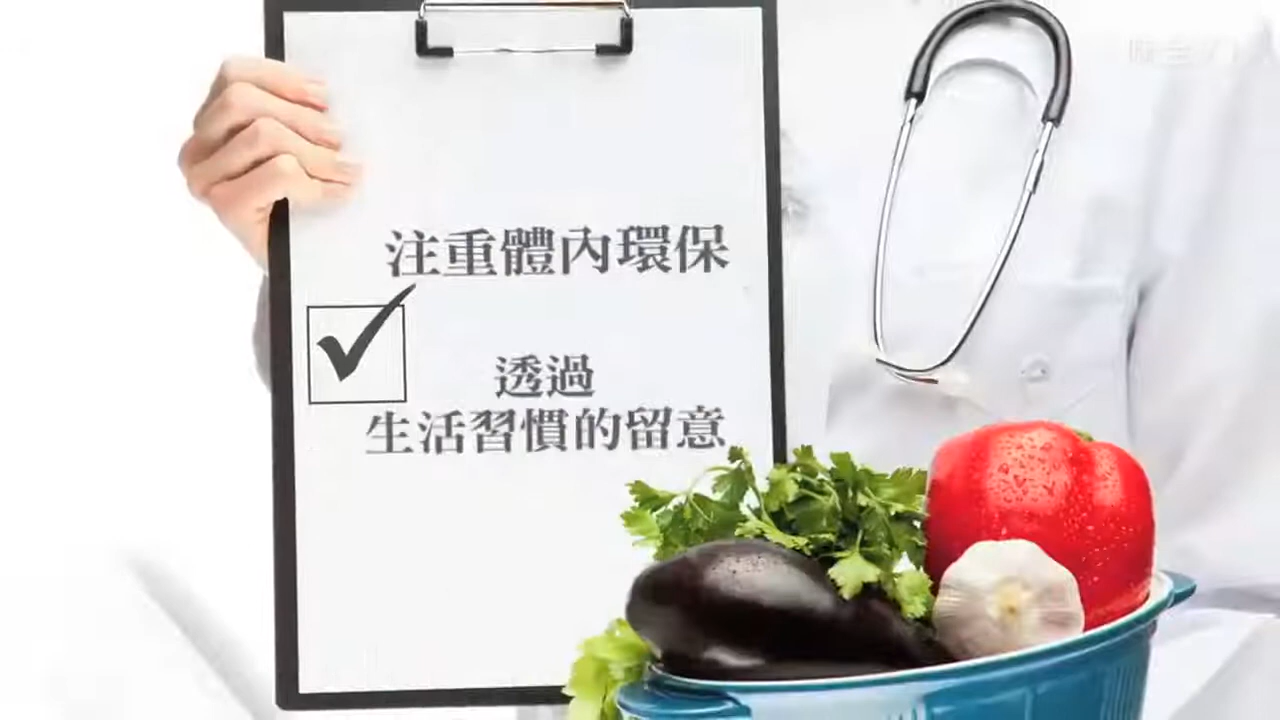 注重體內環保
透過
生活習慣的留意